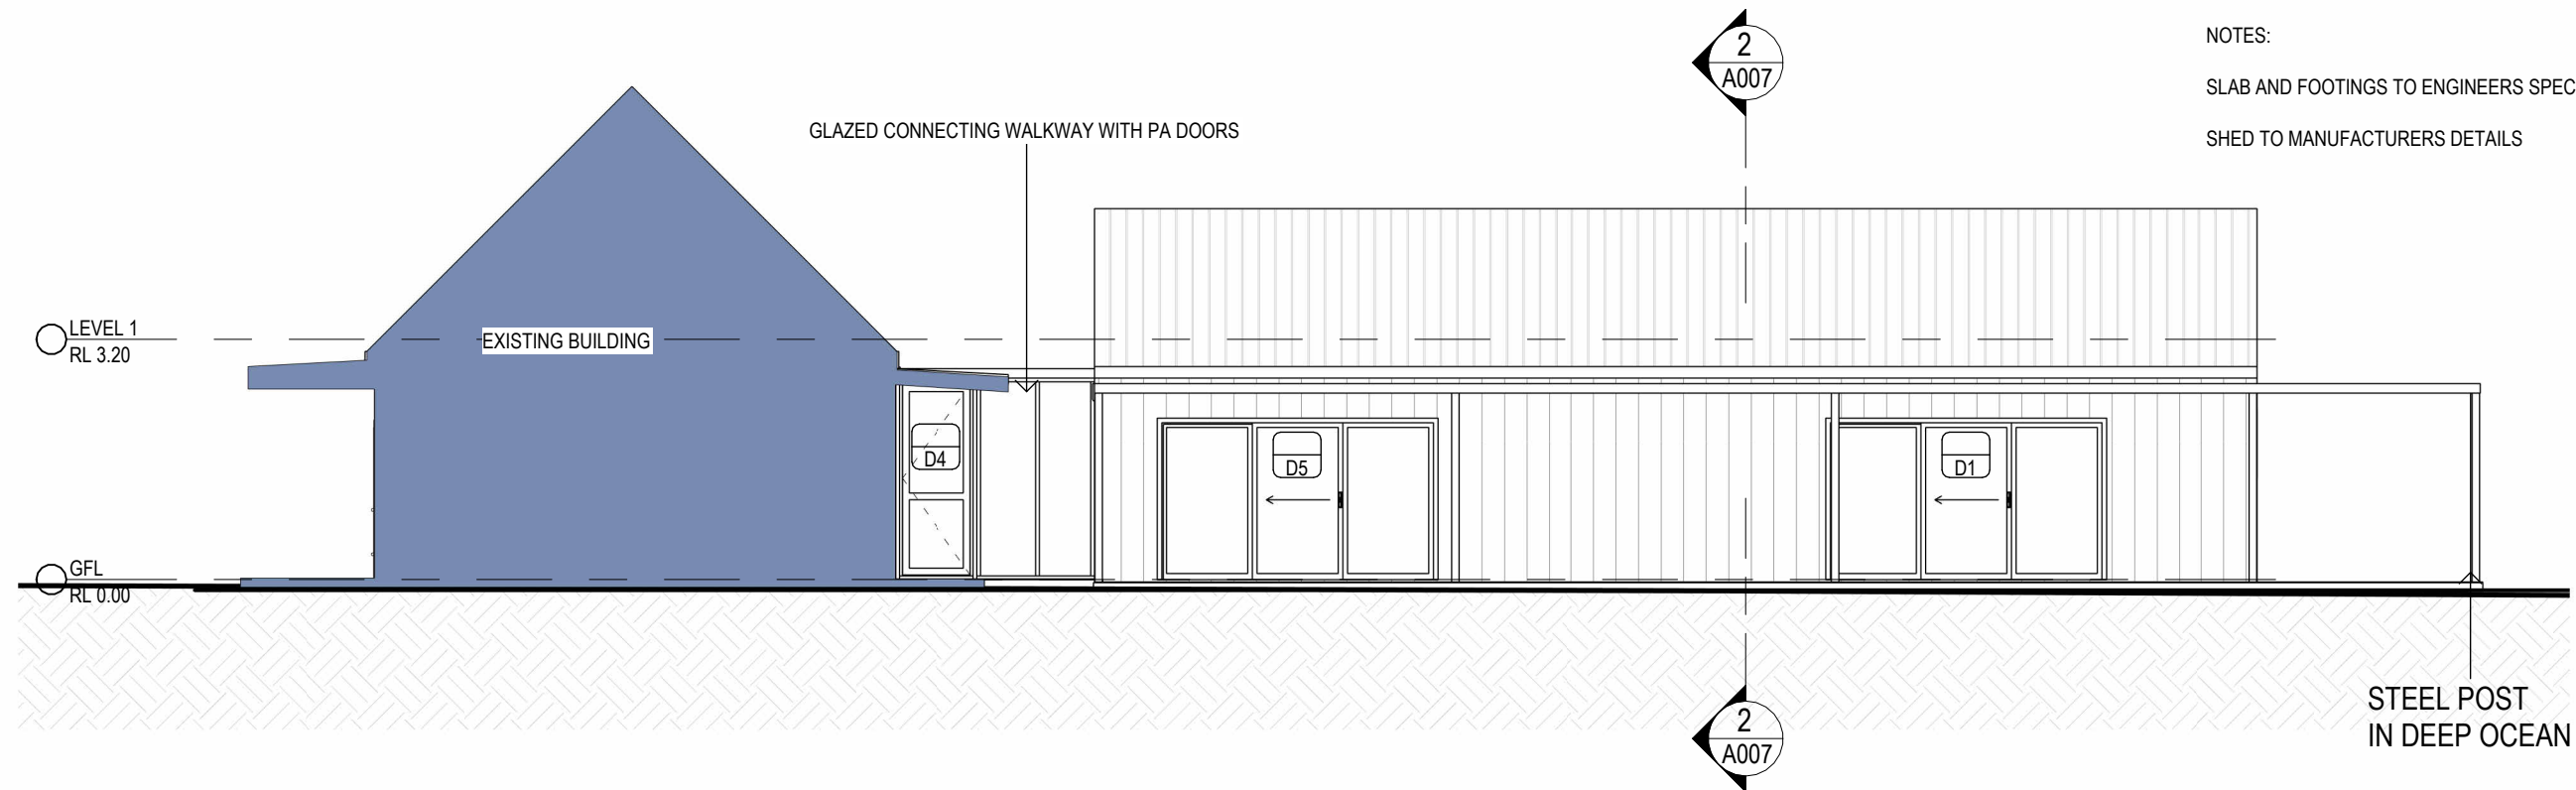 2
A007
NOTES:
SLAB AND FOOTINGS TO ENGINEERS SPEC
SHED TO MANUFACTURERS DETAILS
GLAZED CONNECTING WALKWAY WITH PA DOORS
LEVEL 1
RL 3.20
EXISTING BUILDING
D4
D5
D1
GFL
RL 0.00
STEEL POST
IN DEEP OCEAN
2
A007